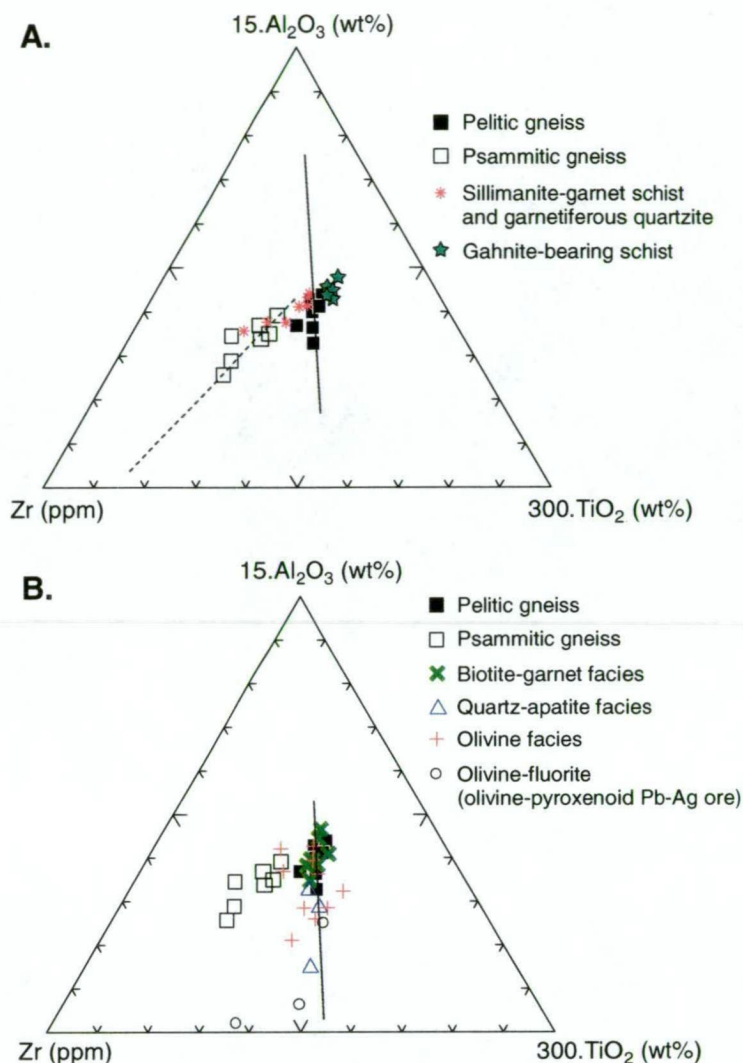 A.
15.Al₂O₃ (wt%)
Pelitic gneiss
Psammitic gneiss
Sillimanite-garnet schist
and garnetiferous quartzite
Gahnite-bearing schist
Zr (ppm)
300.TiO₂ (wt%)
B.
15.Al₂O₃ (wt%)
Pelitic gneiss
Psammitic gneiss
Biotite-garnet facies
Quartz-apatite facies
Olivine facies
Olivine-fluorite
(olivine-pyroxenoid Pb-Ag ore)
Zr (ppm)
300.TiO₂ (wt%)